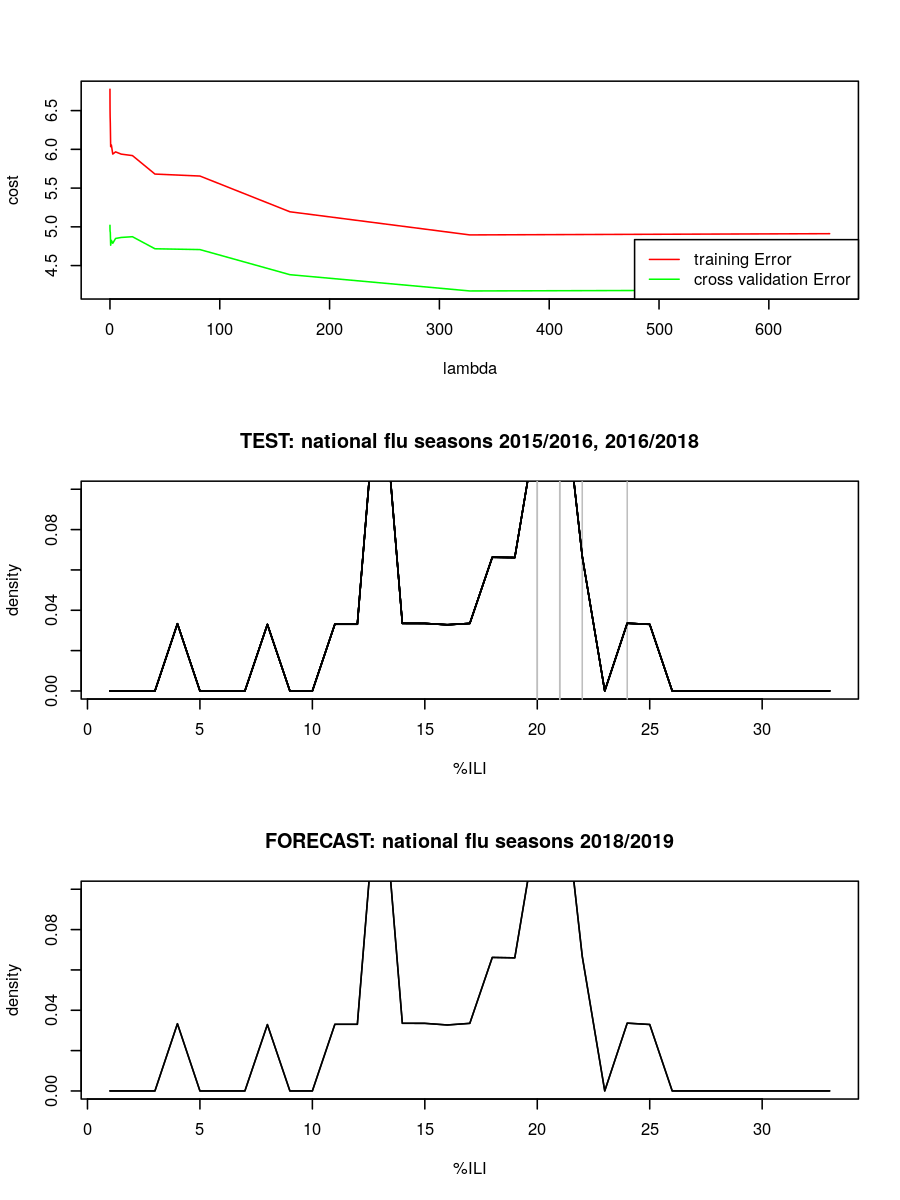 6.5
6.0
5.5
5.0
4.5
cost
training Error
cross validation Error
0 100 200 300 400 500 600
lambda
TEST: national flu seasons 2015/2016, 2016/2018
0.08
0.04
0.00
density
0 5 10 15 20 25 30
%ILI
FORECAST: national flu seasons 2018/2019
0.08
0.04
0.00
density
0 5 10 15 20 25 30
%ILI